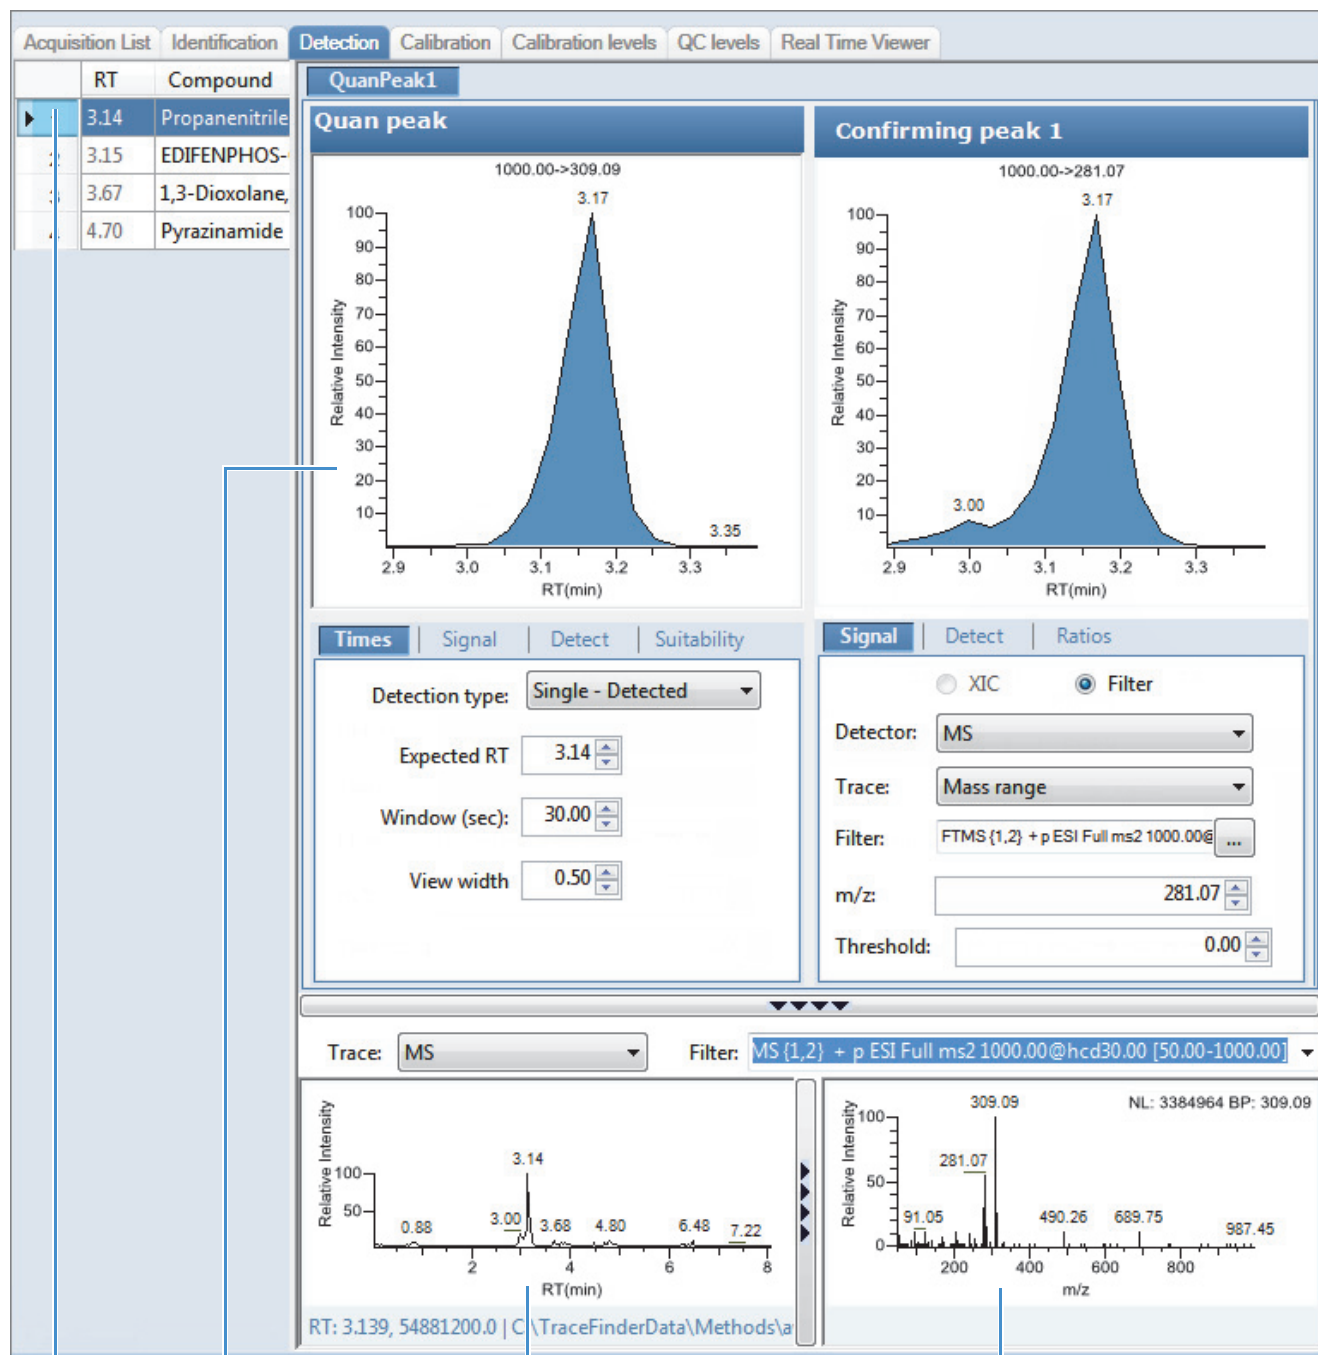 Acquisition List Identification Detection Calibration Calibration levels QC levels Real Time Viewer
RT Compound
3.14 Propanenitrile
2 3.15 EDIFENPHOS-
3 3.67 1,3-Dioxolane,
4 4.70 Pyrazinamide
QuanPeak1
Quan peak
1000.00->309.09
3.17
100
90
80
70
60
50
40
30
20
10
Relative Intensity
3.35
2.9 3.0 3.1 3.2 3.3
RT(min)
Confirming peak 1
1000.00->281.07
3.17
100
90
80
70
60
50
40
30
20
10
Relative Intensity
3.00
2.9 3.0 3.1 3.2 3.3
RT(min)
Times Signal Detect Suitability
Detection type: Single - Detected
Expected RT 3.14
Window (sec): 30.00
View width 0.50
Signal Detect Ratios
XIC Filter
Detector: MS
Trace: Mass range
Filter: FTMS {1,2} + p ESI Full ms2 1000.00@ ...
m/z: 281.07
Threshold: 0.00
Trace: MS Filter: MS {1,2} + p ESI Full ms2 1000.00@hcd30.00 [50.00-1000.00]
Relative Intensity
100
50
3.14
0.88 3.00 3.68 4.80 6.48 7.22
2 4 6 8
RT(min)
RT: 3.139, 54881200.0 | C:\TraceFinderData\Methods\a
309.09 NL: 3384964 BP: 309.09
Relative Intensity
100
50
0
281.07
91.05 490.26 689.75 987.45
200 400 600 800
m/z